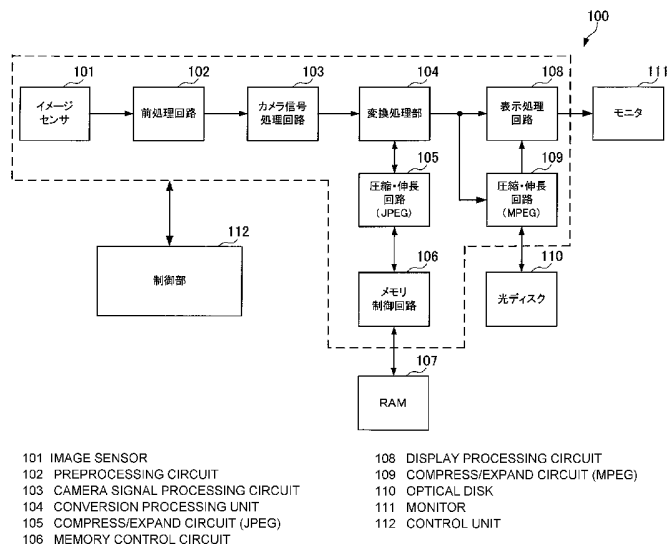 100
101
イメージ
センサ
102
前処理回路
103
カメラ信号
処理回路
104
変換処理部
108
表示処理
回路
111
モニタ
105
圧縮・伸長
回路
(JPEG)
109
圧縮・伸長
回路
(MPEG)
112
制御部
106
メモリ
制御回路
110
光ディスク
107
RAM
101 IMAGE SENSOR
102 PREPROCESSING CIRCUIT
103 CAMERA SIGNAL PROCESSING CIRCUIT
104 CONVERSION PROCESSING UNIT
105 COMPRESS/EXPAND CIRCUIT (JPEG)
106 MEMORY CONTROL CIRCUIT
108 DISPLAY PROCESSING CIRCUIT
109 COMPRESS/EXPAND CIRCUIT (MPEG)
110 OPTICAL DISK
111 MONITOR
112 CONTROL UNIT